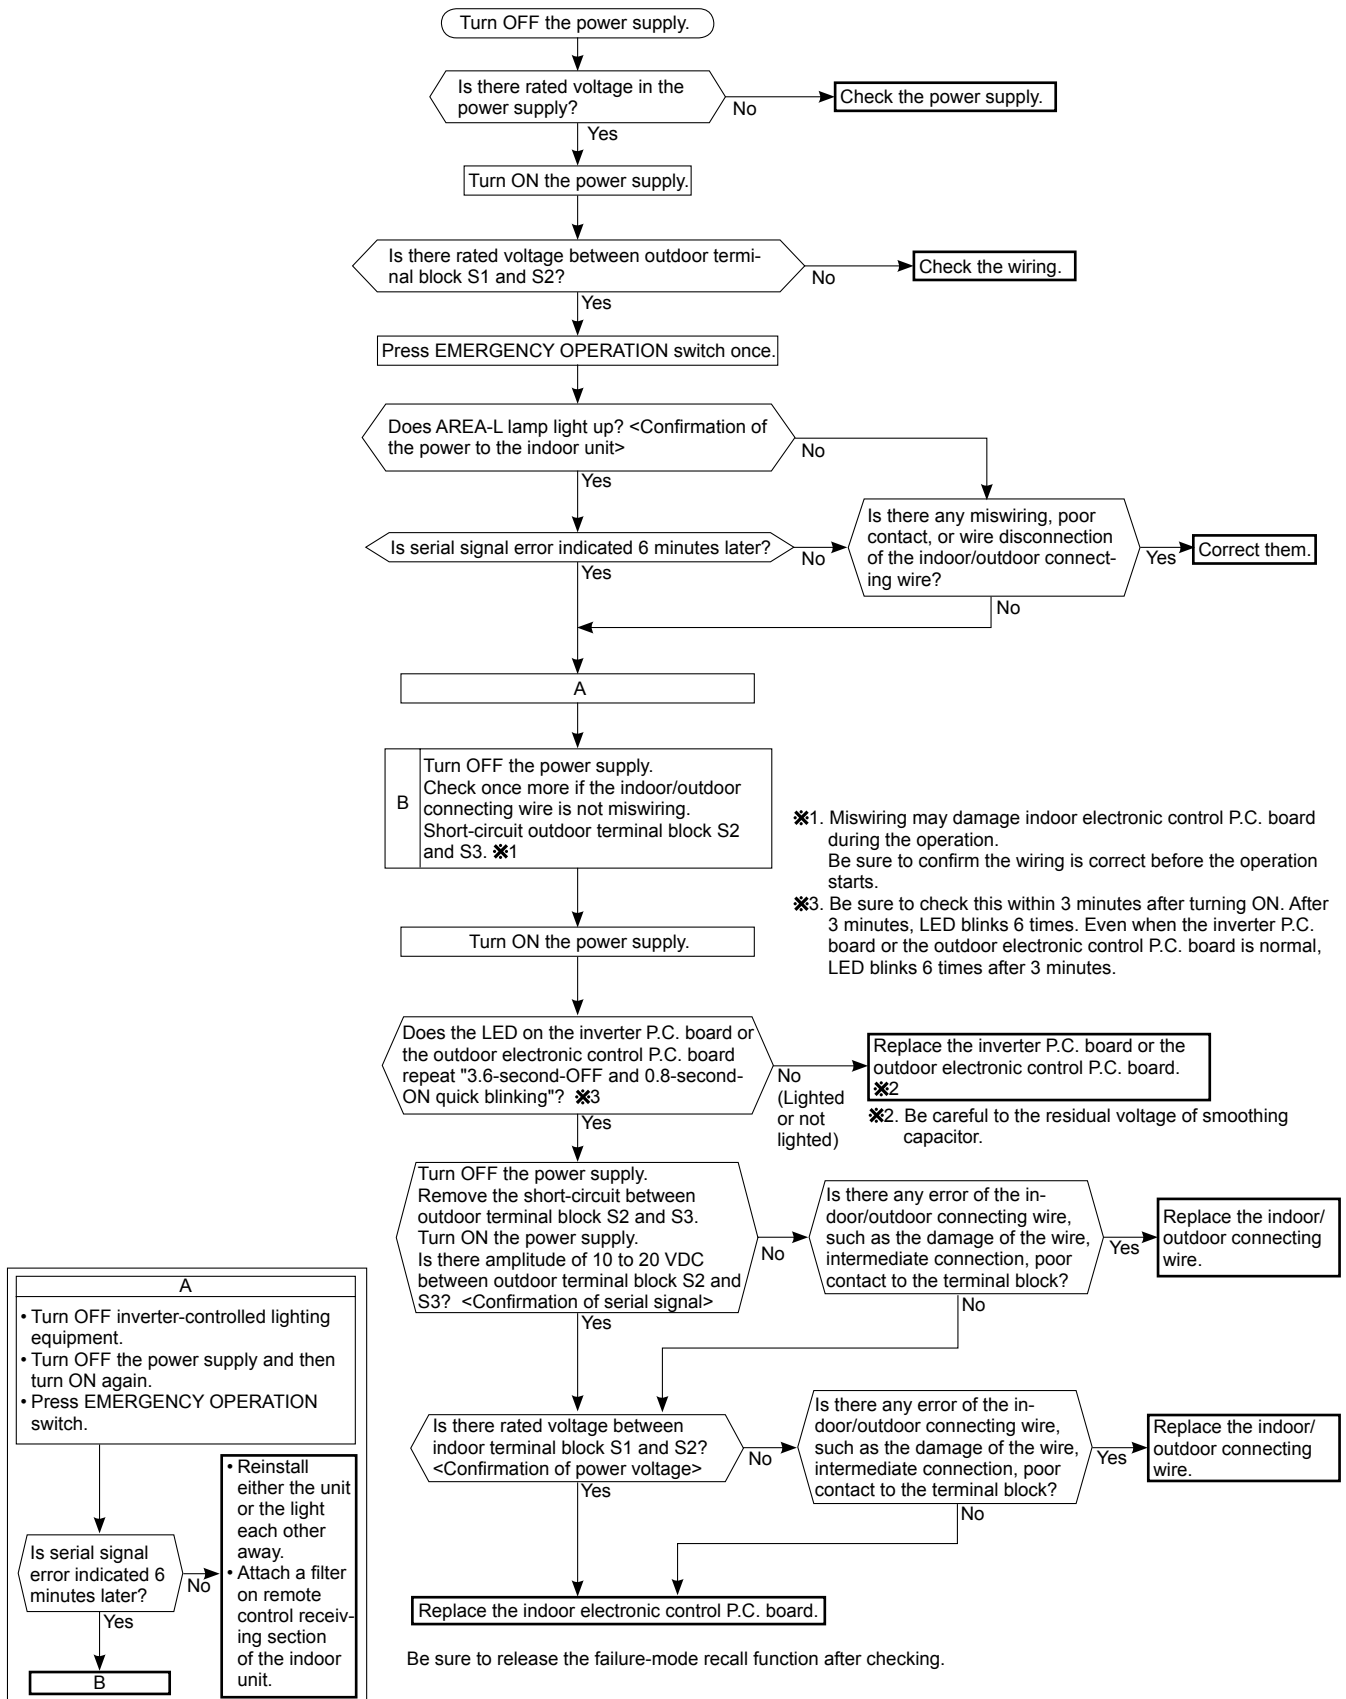 Turn OFF the power supply.
Is there rated voltage in the
power supply?
No
Check the power supply.
Yes
Turn ON the power supply.
Is there rated voltage between outdoor termi-
nal block S1 and S2?
No
Check the wiring.
Yes
Press EMERGENCY OPERATION switch once.
Does AREA-L lamp light up? <Confirmation of
the power to the indoor unit>
No
Yes
Is serial signal error indicated 6 minutes later?
No
Yes
Is there any miswiring, poor
contact, or wire disconnection
of the indoor/outdoor connect-
ing wire?
Yes
Correct them.
No
A
B
Turn OFF the power supply.
Check once more if the indoor/outdoor
connecting wire is not miswiring.
Short-circuit outdoor terminal block S2
and S3. ※1
※1. Miswiring may damage indoor electronic control P.C. board
during the operation.
Be sure to confirm the wiring is correct before the operation
starts.
※3. Be sure to check this within 3 minutes after turning ON. After
3 minutes, LED blinks 6 times. Even when the inverter P.C.
board or the outdoor electronic control P.C. board is normal,
LED blinks 6 times after 3 minutes.
Turn ON the power supply.
Does the LED on the inverter P.C. board or
the outdoor electronic control P.C. board
repeat "3.6-second-OFF and 0.8-second-
ON quick blinking"? ※3
No
(Lighted
or not
lighted)
Replace the inverter P.C. board or the
outdoor electronic control P.C. board.
※2
※2. Be careful to the residual voltage of smoothing
capacitor.
Yes
Turn OFF the power supply.
Remove the short-circuit between
outdoor terminal block S2 and S3.
Turn ON the power supply.
Is there amplitude of 10 to 20 VDC
between outdoor terminal block S2 and
S3? <Confirmation of serial signal>
No
Is there any error of the in-
door/outdoor connecting wire,
such as the damage of the wire,
intermediate connection, poor
contact to the terminal block?
Yes
Replace the indoor/
outdoor connecting
wire.
No
Yes
Is there rated voltage between
indoor terminal block S1 and S2?
<Confirmation of power voltage>
No
Is there any error of the in-
door/outdoor connecting wire,
such as the damage of the wire,
intermediate connection, poor
contact to the terminal block?
Yes
Replace the indoor/
outdoor connecting
wire.
No
Yes
Replace the indoor electronic control P.C. board.
Be sure to release the failure-mode recall function after checking.
A
• Turn OFF inverter-controlled lighting
equipment.
• Turn OFF the power supply and then
turn ON again.
• Press EMERGENCY OPERATION
switch.
Is serial signal
error indicated 6
minutes later?
No
• Reinstall
either the unit
or the light
each other
away.
• Attach a filter
on remote
control receiv-
ing section
of the indoor
unit.
Yes
B